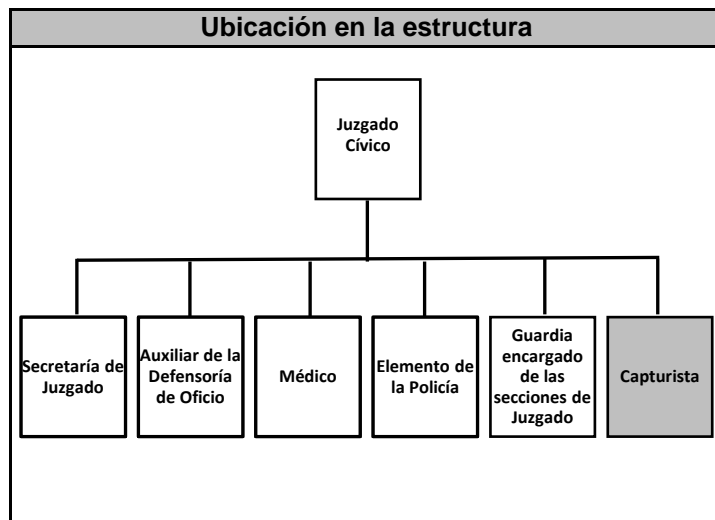 Ubicación en la estructura
Juzgado
Cívico
Secretaría de
Juzgado
Auxiliar de la
Defensoría
de Oficio
Médico
Elemento de
la Policía
Guardia
encargado
de las
secciones de
Juzgado
Capturista